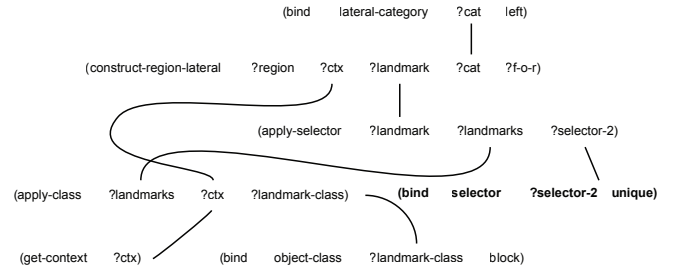 (bind lateral-category ?cat left)
(construct-region-lateral ?region ?ctx ?landmark ?cat ?f-o-r)
(apply-selector ?landmark ?landmarks ?selector-2)
(apply-class ?landmarks ?ctx ?landmark-class) (bind selector ?selector-2 unique)
(get-context ?ctx) (bind object-class ?landmark-class block)